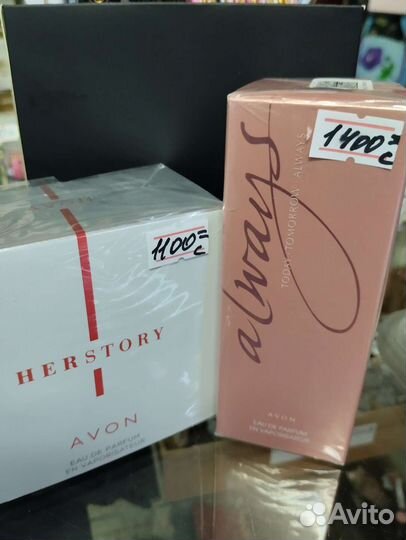 1100=c
HERSTORY
AVON
EAU DE PARFUM
EN VAPORISATEUR
1400=c
always
TODAY TOMORROW ALWAYS
AVON
EAU DE PARFUM
EN VAPORISATEUR
Avito